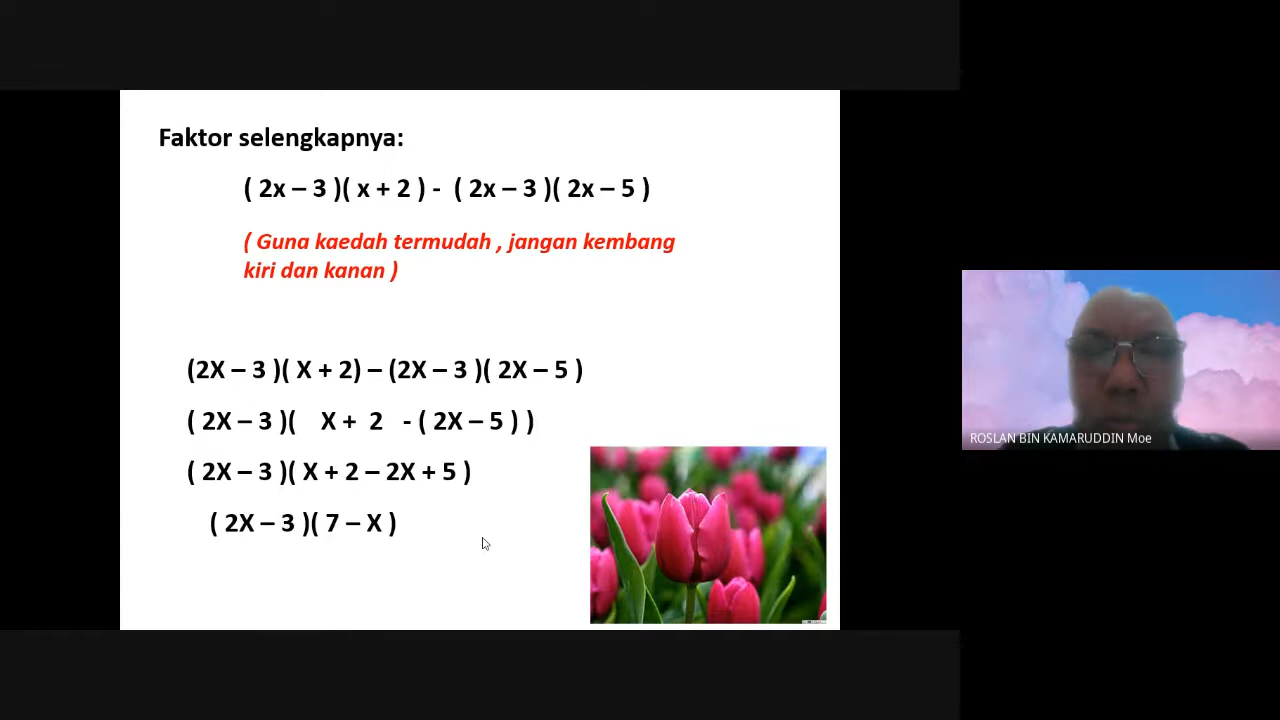 Faktor selengkapnya:
( 2x – 3 )( x + 2 ) - ( 2x – 3 )( 2x – 5 )
( Guna kaedah termudah , jangan kembang
kiri dan kanan )
(2X – 3 )( X + 2) – (2X – 3 )( 2X – 5 )
( 2X – 3 )( X + 2 - ( 2X – 5 ) )
( 2X – 3 )( X + 2 – 2X + 5 )
( 2X – 3 )( 7 – X )
ROSLAN BIN KAMARUDDIN Moe